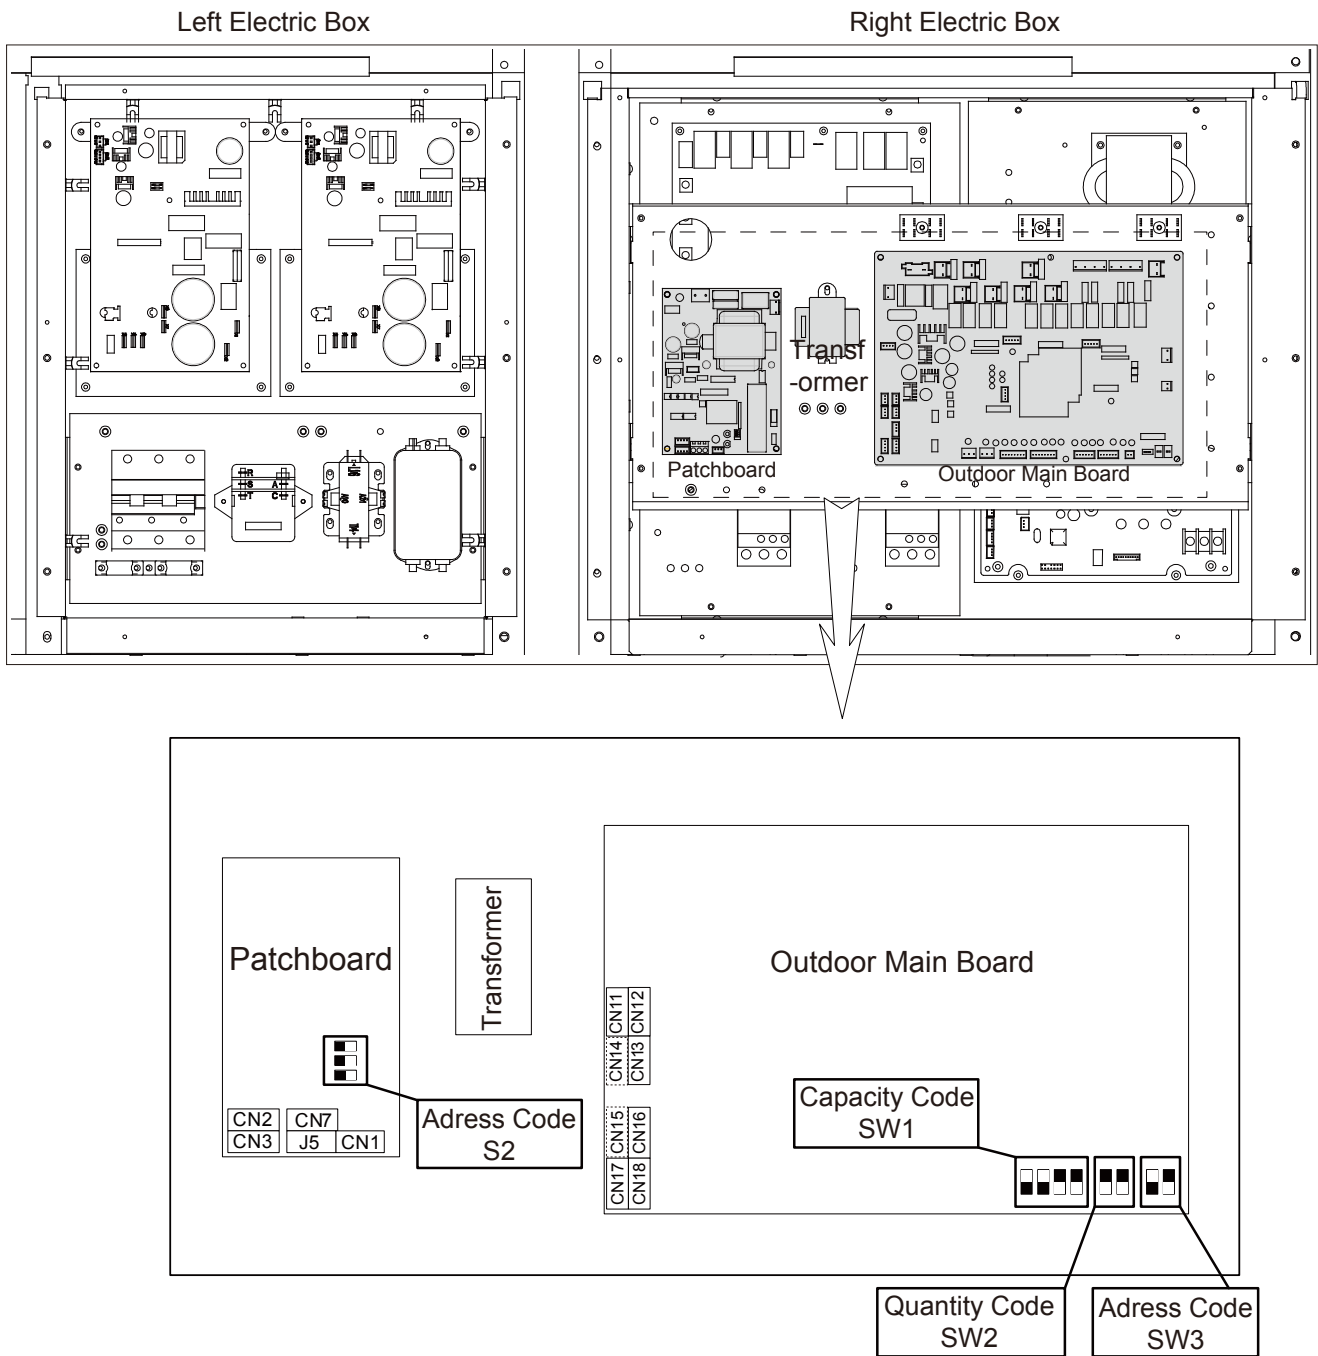 Left Electric Box
Right Electric Box
R
S
T
A
C
Transf
-ormer
Patchboard
Outdoor Main Board
Patchboard
Transformer
Outdoor Main Board
CN11
CN12
CN14
CN13
CN15
CN16
CN17
CN18
CN2
CN7
CN3
J5
CN1
Adress Code
S2
Capacity Code
SW1
Quantity Code
SW2
Adress Code
SW3